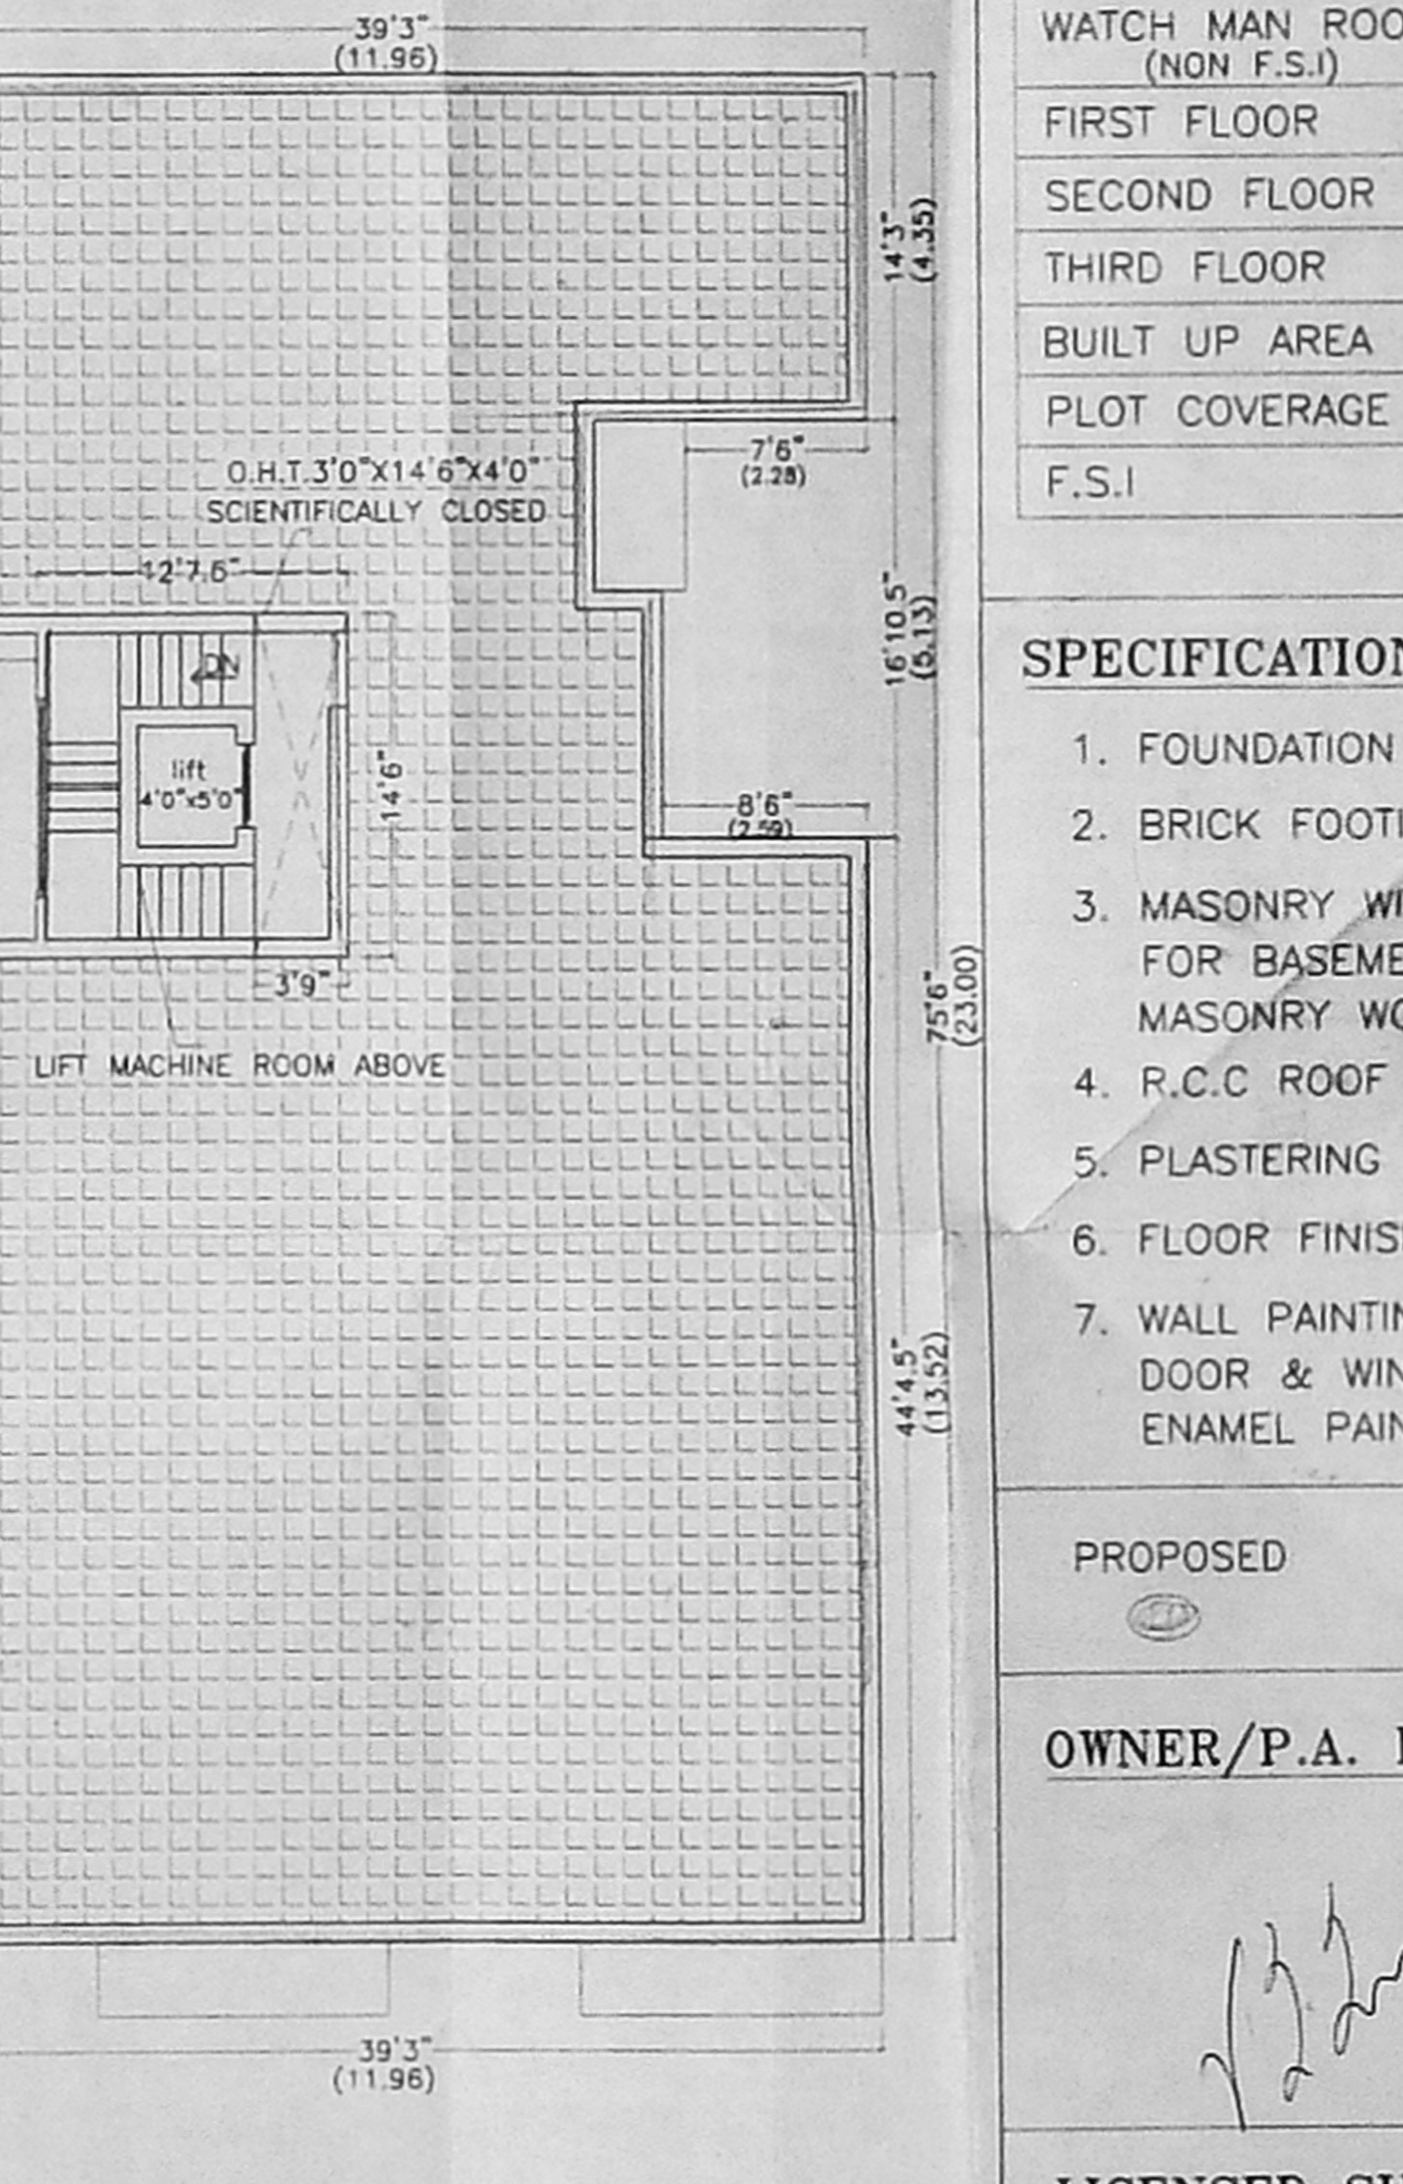 39'3"
(11.96)
14'3"
(4.35)
7'6"
(2.28)
O.H.T.3'0"X14'6"X4'0"
SCIENTIFICALLY CLOSED
12'7.6"
16'10.5"
(5.13)
DN
lift
4'0"x5'0"
14'6"
8'6"
(2.59)
3'9"
LIFT MACHINE ROOM ABOVE
75'6"
(23.00)
44'4.5"
(13.52)
39'3"
(11.96)
WATCH MAN ROO
(NON F.S.I)
FIRST FLOOR
SECOND FLOOR
THIRD FLOOR
BUILT UP AREA
PLOT COVERAGE
F.S.I
SPECIFICATION
1. FOUNDATION
2. BRICK FOOTI
3. MASONRY WI
FOR BASEME
MASONRY WO
4. R.C.C ROOF
5. PLASTERING
6. FLOOR FINIS
7. WALL PAINTIN
DOOR & WIN
ENAMEL PAIN
PROPOSED
OWNER/P.A.